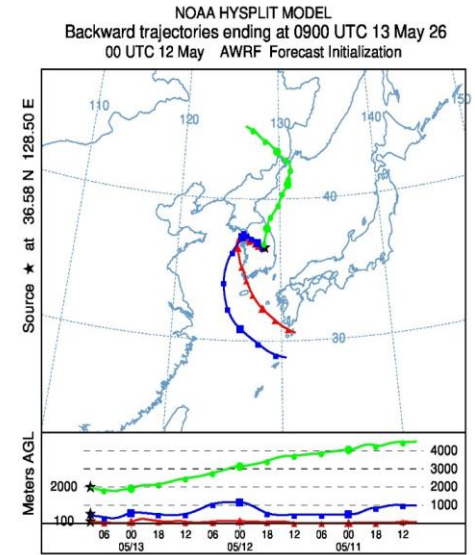 NOAA HYSPLIT MODEL
Backward trajectories ending at 0900 UTC 13 May 26
00 UTC 12 May AWRF Forecast Initialization
110
120
130
140
150
40
30
Source ★ at 36.58 N 128.50 E
Meters AGL
2000
100
4000
3000
2000
1000
06 00 18 12 06 00 18 12 06 00 18 12
05/13 05/12 05/11